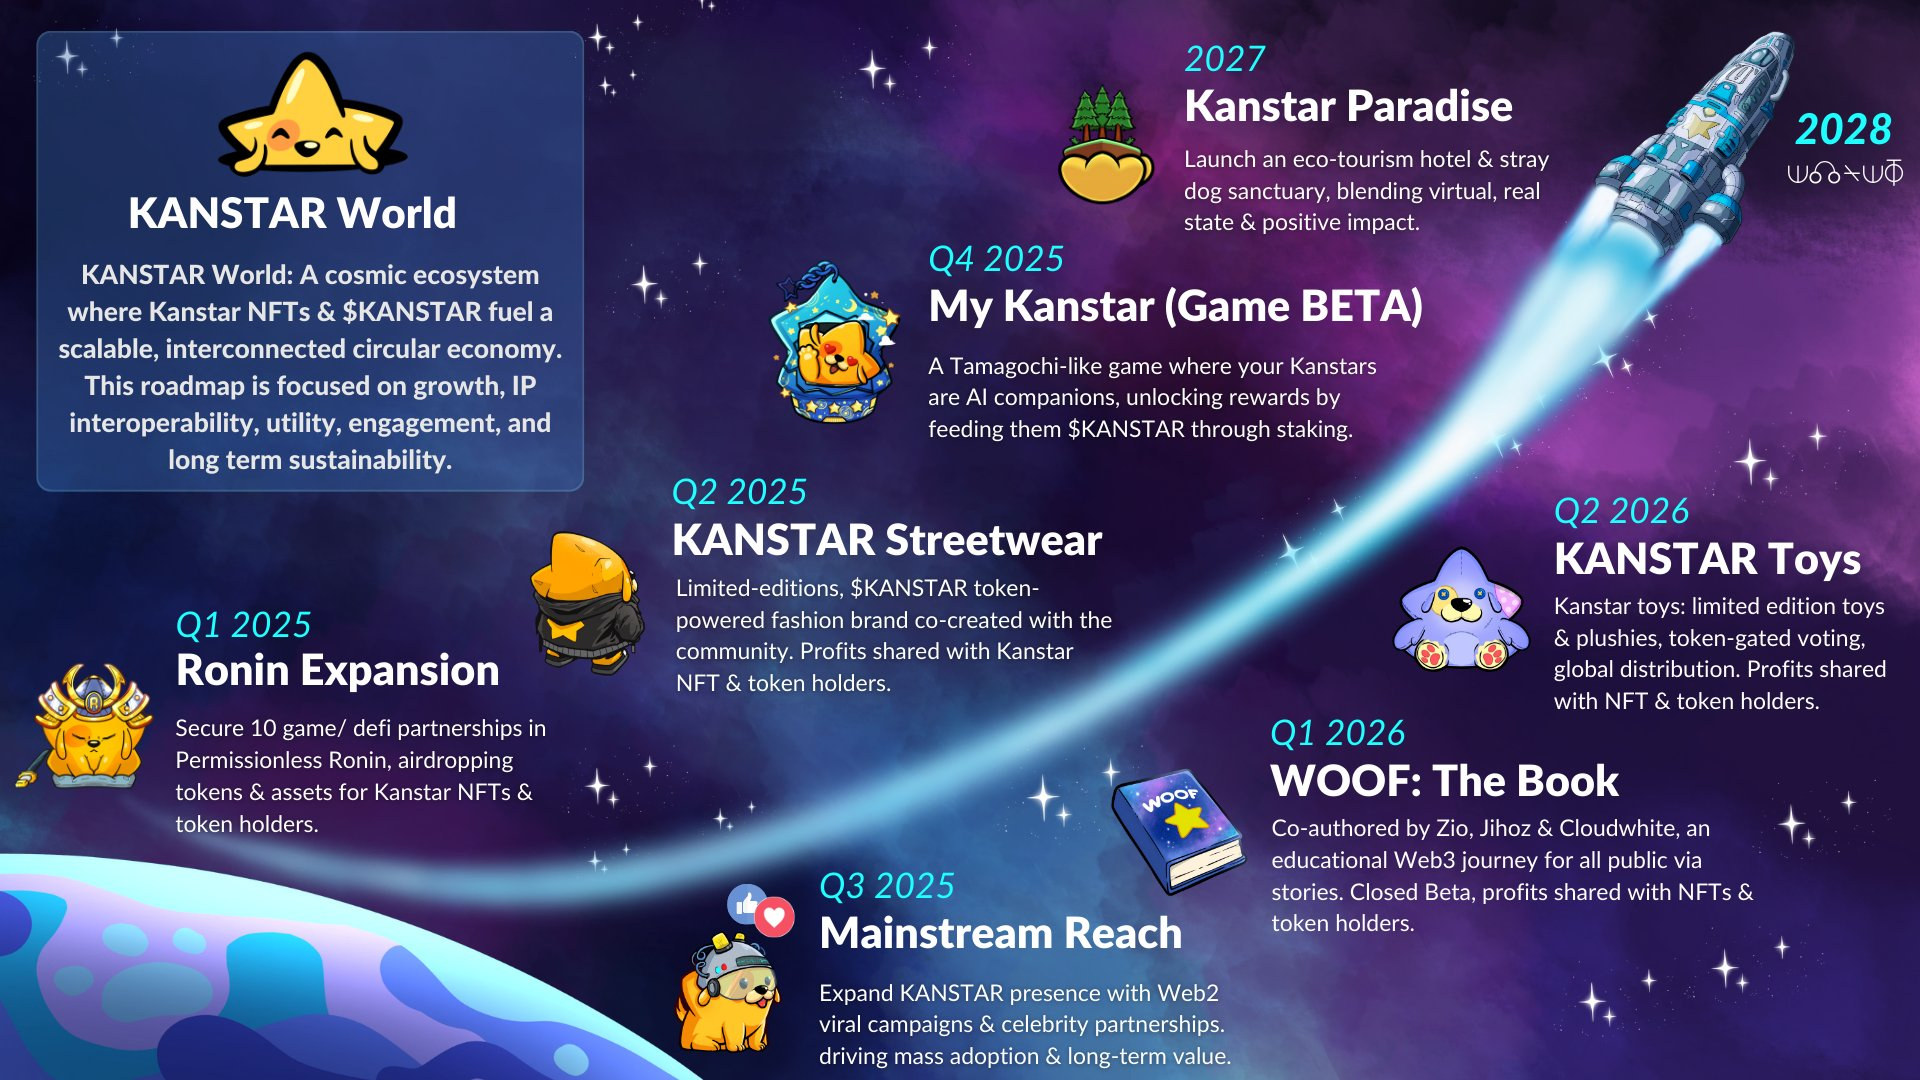 KANSTAR World
KANSTAR World: A cosmic ecosystem
where Kanstar NFTs & $KANSTAR fuel a
scalable, interconnected circular economy.
This roadmap is focused on growth, IP
interoperability, utility, engagement, and
long term sustainability.
Q1 2025
Ronin Expansion
Secure 10 game/ defi partnerships in
Permissionless Ronin, airdropping
tokens & assets for Kanstar NFTs &
token holders.
Q2 2025
KANSTAR Streetwear
Limited-editions, $KANSTAR token-
powered fashion brand co-created with the
community. Profits shared with Kanstar
NFT & token holders.
Q3 2025
Mainstream Reach
Expand KANSTAR presence with Web2
viral campaigns & celebrity partnerships.
driving mass adoption & long-term value.
Q4 2025
My Kanstar (Game BETA)
A Tamagochi-like game where your Kanstars
are AI companions, unlocking rewards by
feeding them $KANSTAR through staking.
WOOF
Q1 2026
WOOF: The Book
Co-authored by Zio, Jihoz & Cloudwhite, an
educational Web3 journey for all public via
stories. Closed Beta, profits shared with NFTs &
token holders.
Q2 2026
KANSTAR Toys
Kanstar toys: limited edition toys
& plushies, token-gated voting,
global distribution. Profits shared
with NFT & token holders.
2027
Kanstar Paradise
Launch an eco-tourism hotel & stray
dog sanctuary, blending virtual, real
state & positive impact.
2028